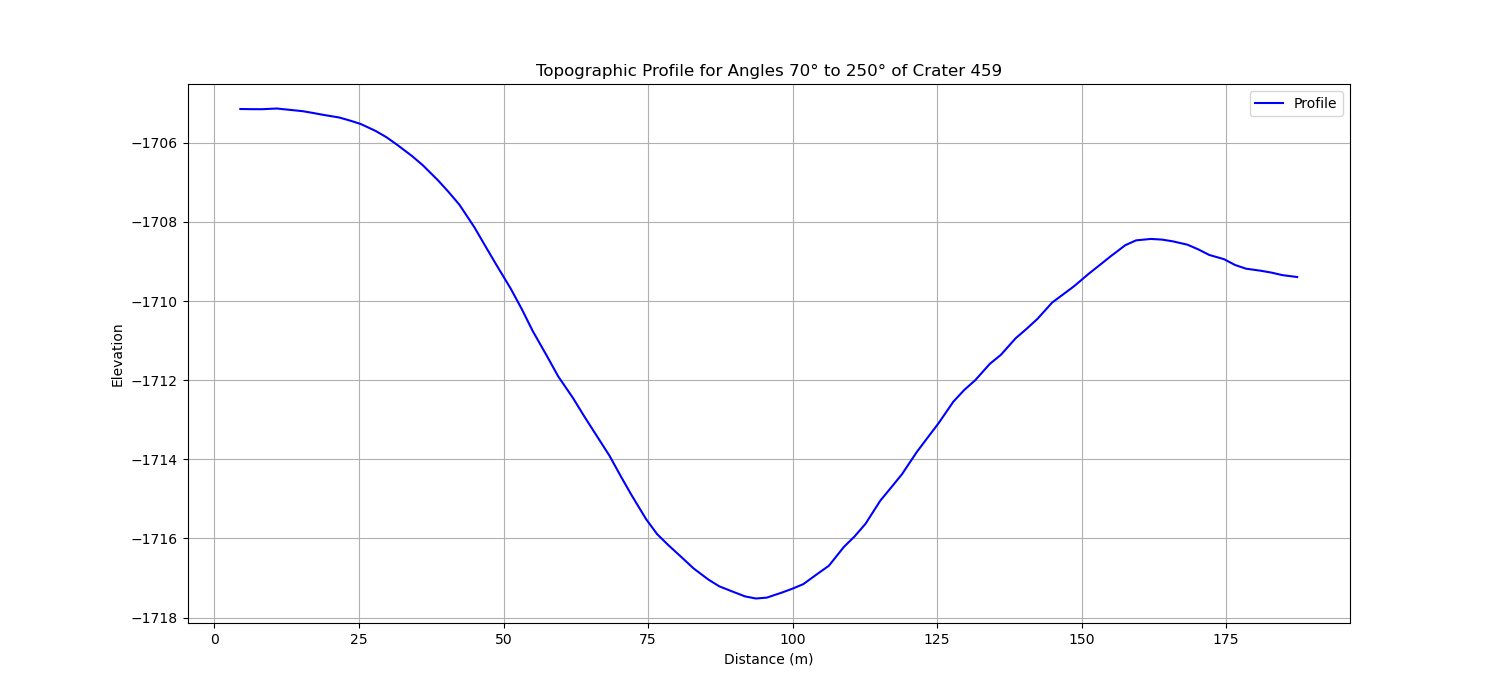 Topographic Profile for Angles 70° to 250° of Crater 459
Profile
−1706
−1708
−1710
−1712
−1714
−1716
−1718
Elevation
0 25 50 75 100 125 150 175
Distance (m)